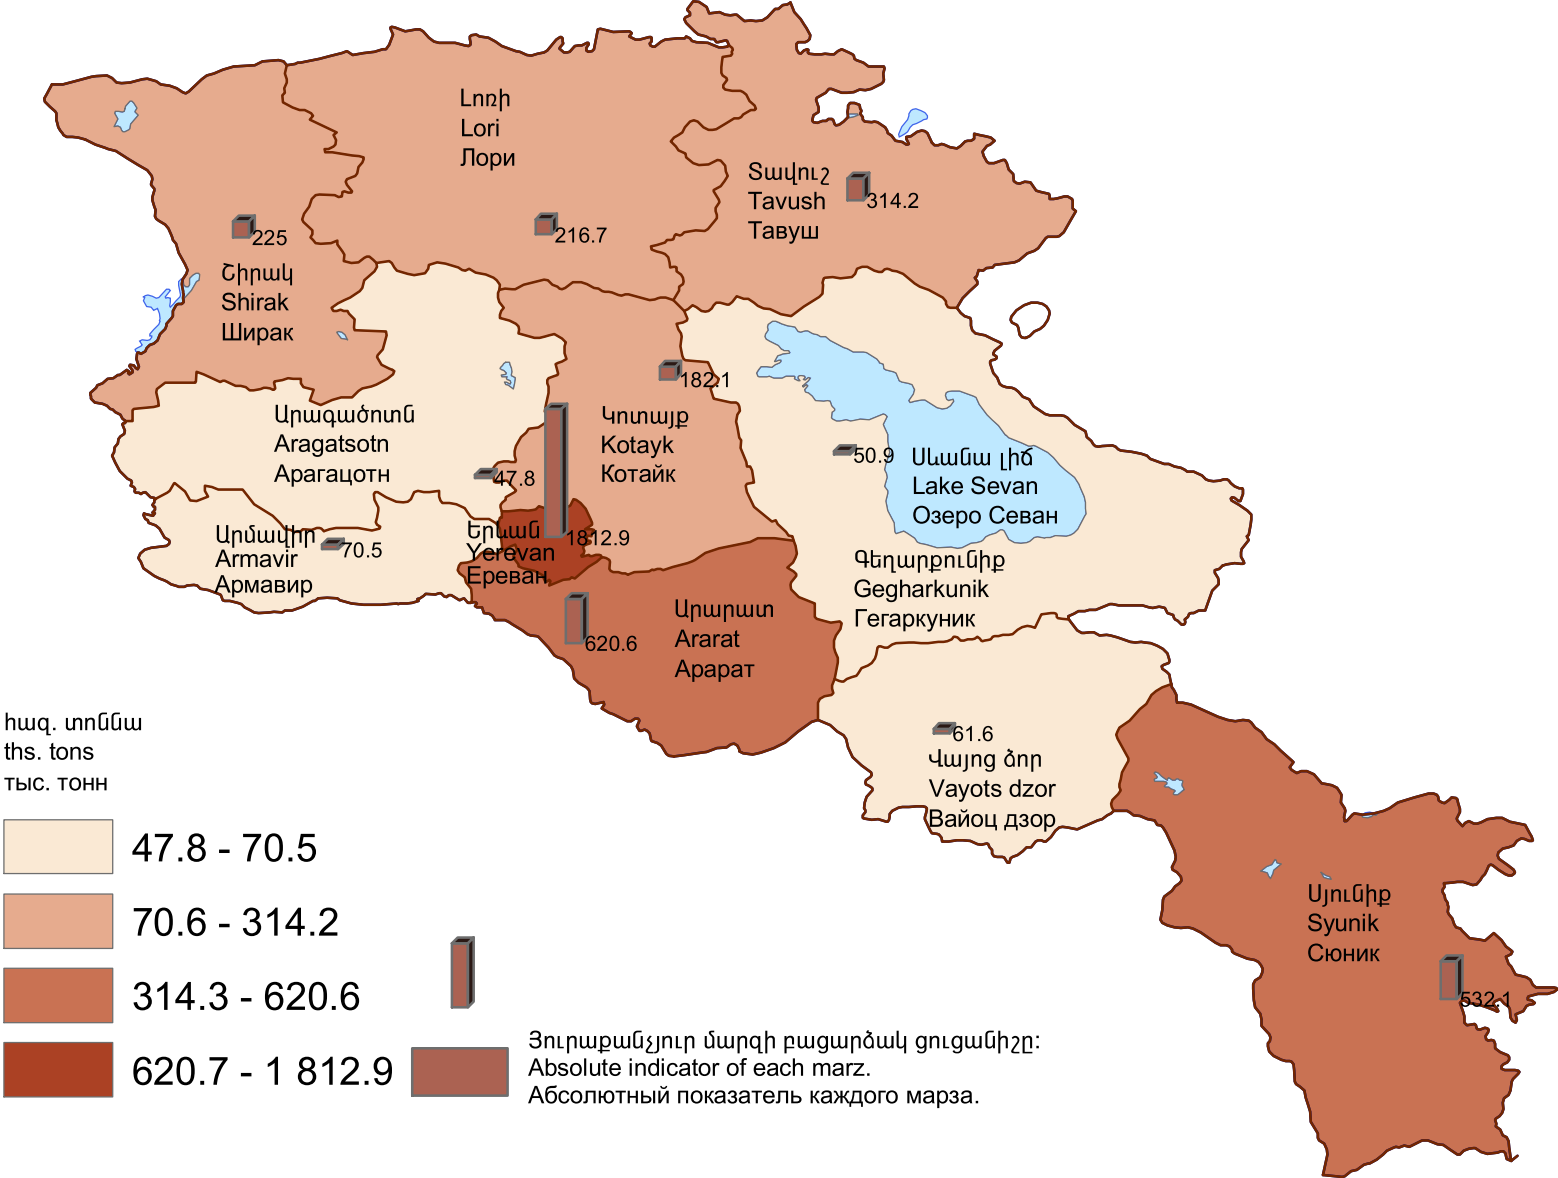 Լոռի
Lori
Лори
Տավուշ
Tavush
Тавуш
314.2
225
216.7
Շիրակ
Shirak
Ширак
182.1
Արագածոտն
Aragatsotn
Арагацотн
47.8
Կոտայք
Kotayk
Котайк
50.9
Սևանա լիճ
Lake Sevan
Озеро Севан
Արմավիր
Armavir
Армавир
70.5
Երևան
Yerevan
Ереван
1812.9
Գեղարքունիք
Gegharkunik
Гегаркуник
620.6
Արարատ
Ararat
Арарат
61.6
Վայոց ձոր
Vayots dzor
Вайоц дзор
Սյունիք
Syunik
Сюник
532.1
հազ. տոննա
ths. tons
тыс. тонн
47.8 - 70.5
70.6 - 314.2
314.3 - 620.6
620.7 - 1 812.9
Յուրաքանչյուր մարզի բացարձակ ցուցանիշը:
Absolute indicator of each marz.
Абсолютный показатель каждого марза.